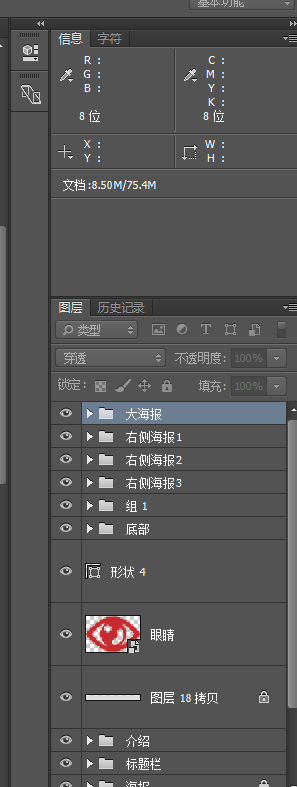 基本功能
信息 字符
R : C :
G : M :
B : Y :
K :
8 位 8 位
X : W :
Y : H :
文档:8.50M/75.4M
图层 历史记录
类型
穿透 不透明度: 100%
锁定: 填充: 100%
大海报
右侧海报1
右侧海报2
右侧海报3
组 1
底部
形状 4
眼睛
图层 18 拷贝
介绍
标题栏
海报